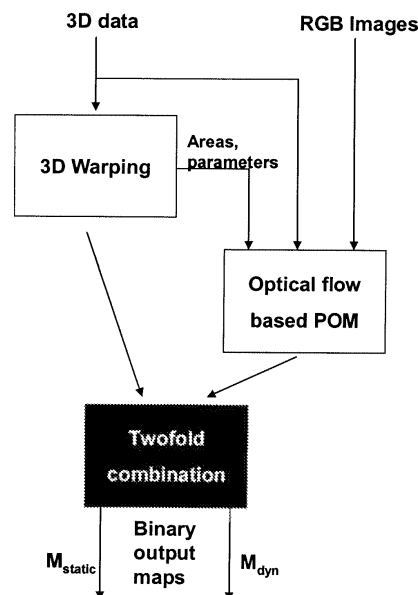 3D data
RGB Images
3D Warping
Areas,
parameters
Optical flow
based POM
Twofold
combination
Binary
output
maps
Mstatic
Mdyn